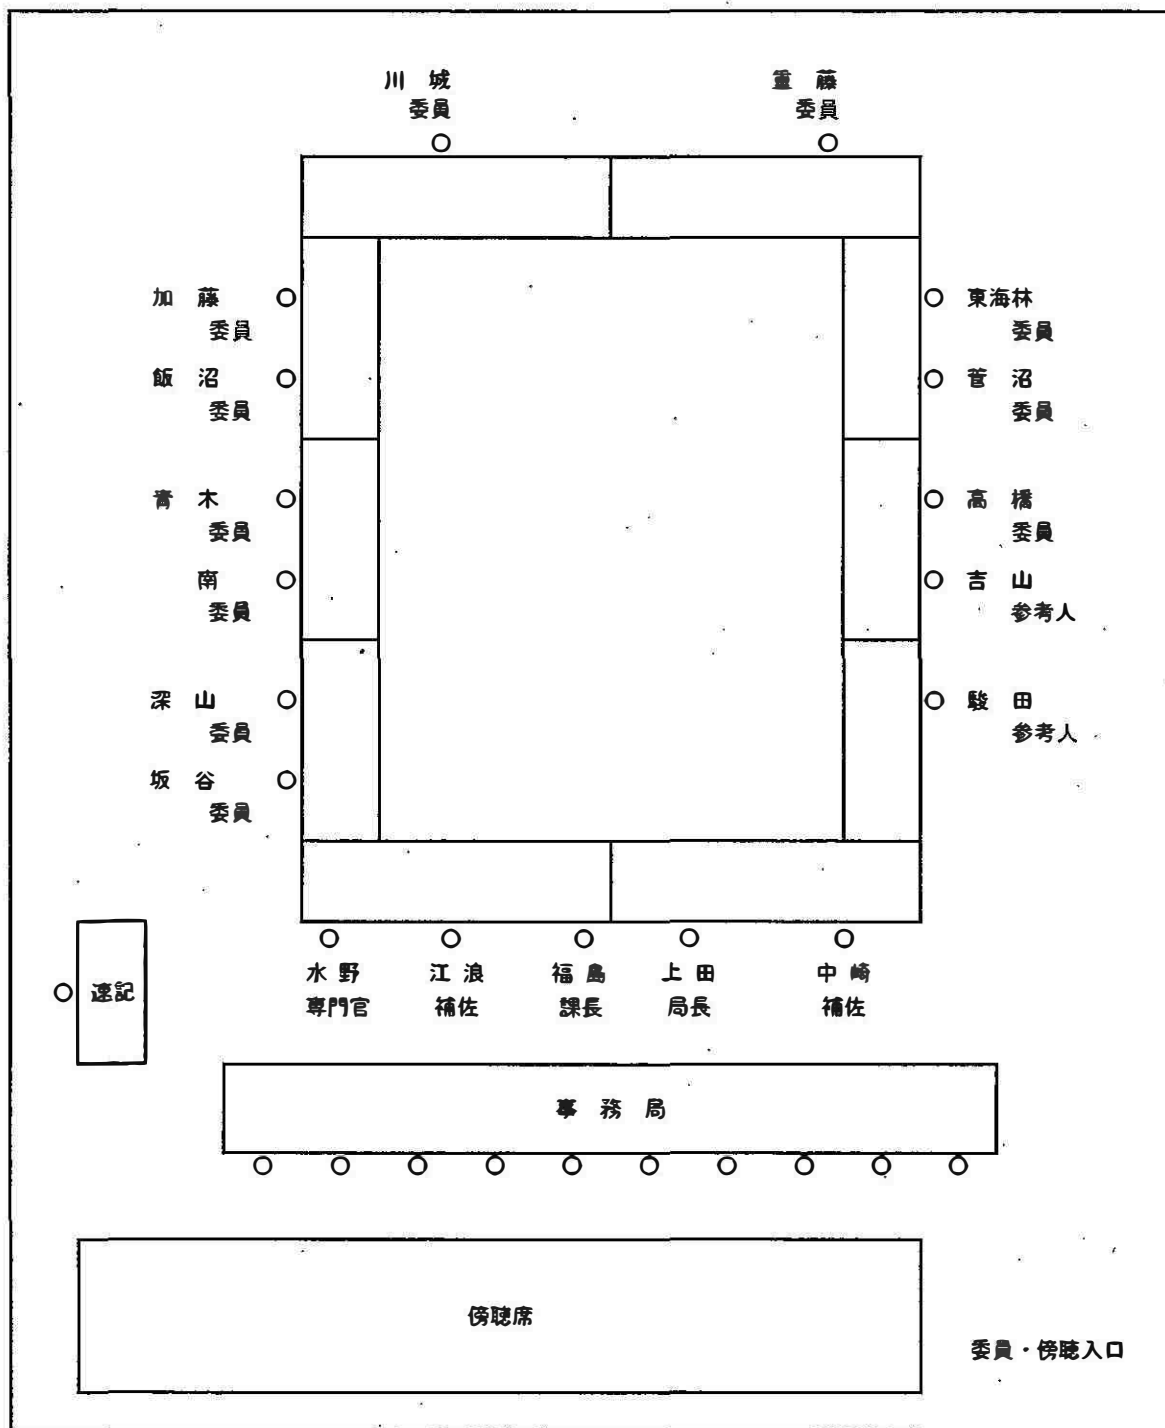 川城
委員
重藤
委員
加藤
委員
飯沼
委員
青木
委員
南
委員
深山
委員
坂谷
委員
東海林
委員
菅沼
委員
高橋
委員
吉山
参考人
駿田
参考人
水野
専門官
江浪
補佐
福島
課長
上田
局長
中崎
補佐
速記
事務局
傍聴席
委員・傍聴入口